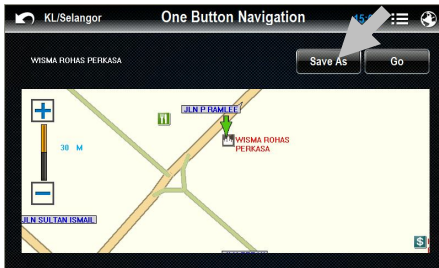 KL/Selangor
One Button Navigation
WISMA ROHAS PERKASA
Save As
Go
JLN P RAMLEE
WISMA ROHAS
PERKASA
30 M
JLN SULTAN ISMAIL